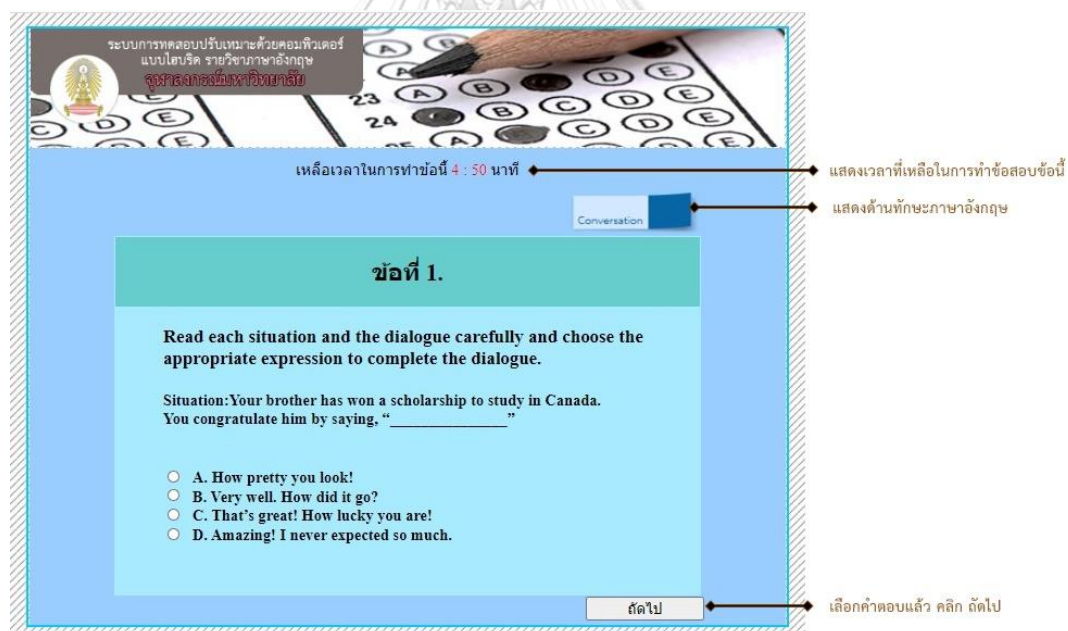 ระบบการทดสอบปรับเหมาะด้วยคอมพิวเตอร์
แบบไฮบริด รายวิชาภาษาอังกฤษ
จุฬาลงกรณ์มหาวิทยาลัย
23 A B D E
24 B C D E
A C D E
C D E
E
เหลือเวลาในการทำข้อนี้ 4 : 50 นาที
แสดงเวลาที่เหลือในการทำข้อสอบข้อนี้
แสดงด้านทักษะภาษาอังกฤษ
Conversation
ข้อที่ 1.
Read each situation and the dialogue carefully and choose the
appropriate expression to complete the dialogue.
Situation:Your brother has won a scholarship to study in Canada.
You congratulate him by saying, “_______________”
A. How pretty you look!
B. Very well. How did it go?
C. That’s great! How lucky you are!
D. Amazing! I never expected so much.
ถัดไป
เลือกคำตอบแล้ว คลิก ถัดไป